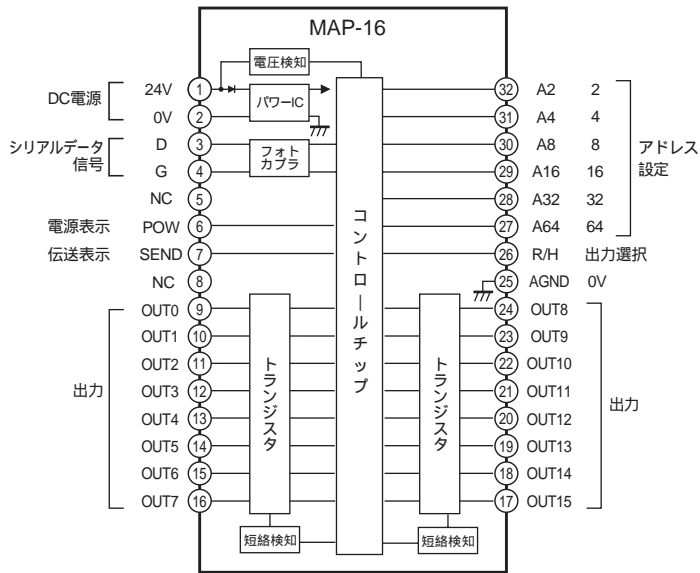 MAP-16
電圧検知
DC電源
24V 1
0V 2
パワーIC
シリアルデータ
信号
D 3
G 4
フォト
カプラ
NC 5
電源表示 POW 6
伝送表示 SEND 7
NC 8
出力
OUT0 9
OUT1 10
OUT2 11
OUT3 12
OUT4 13
OUT5 14
OUT6 15
OUT7 16
トランジスタ
短絡検知
コントロールチップ
トランジスタ
短絡検知
32 A2 2
31 A4 4
30 A8 8
29 A16 16
28 A32 32
27 A64 64
アドレス
設定
26 R/H 出力選択
25 AGND 0V
24 OUT8
23 OUT9
22 OUT10
21 OUT11
20 OUT12
19 OUT13
18 OUT14
17 OUT15
出力